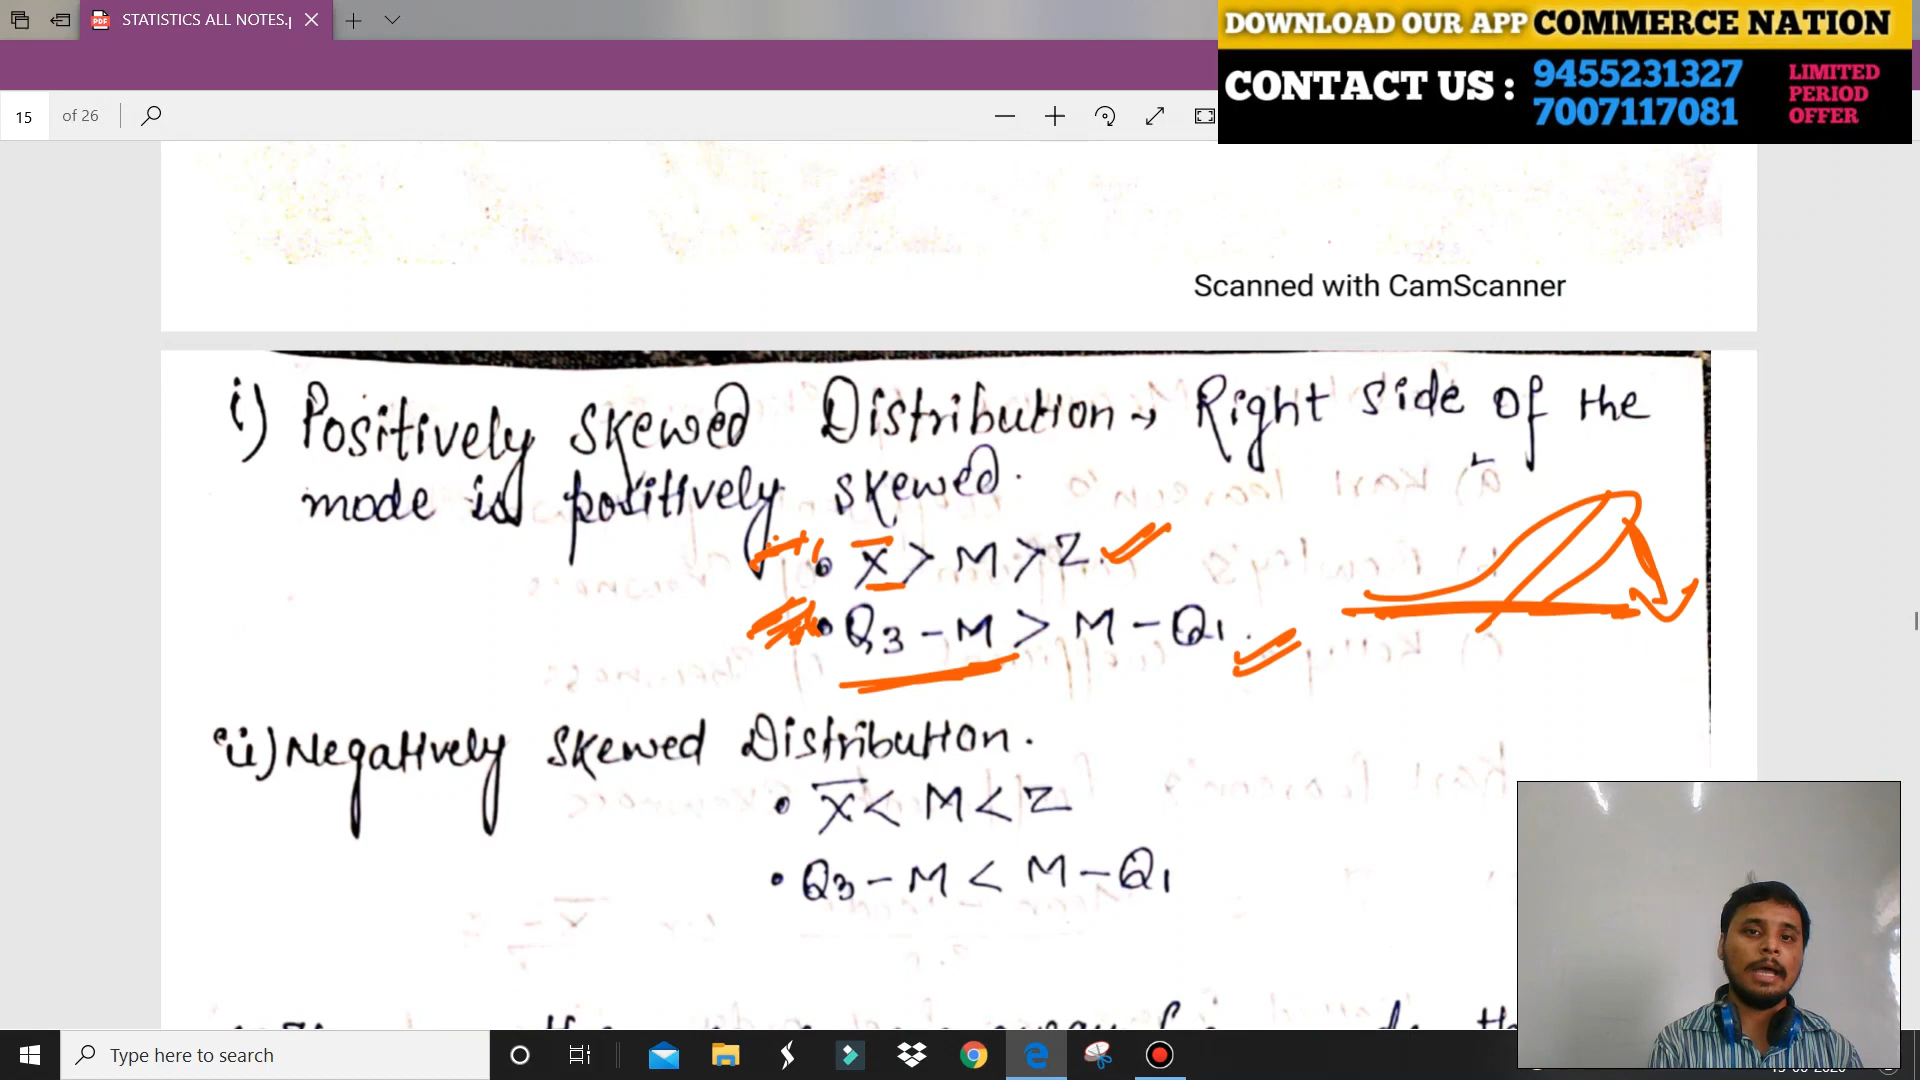 STATISTICS ALL NOTES.p
DOWNLOAD OUR APP COMMERCE NATION
CONTACT US : 9455231327
7007117081
LIMITED
PERIOD
OFFER
15 of 26
Scanned with CamScanner
i) Positively Skewed Distribution → Right side of the
mode is positively skewed.
• X̅ > M > Z.
• Q3 - M > M - Q1.
ii) Negatively Skewed Distribution.
• X̅ < M < Z
• Q3 - M < M - Q1
Type here to search